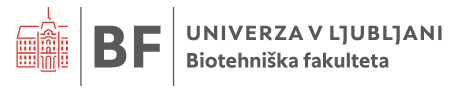 BF
UNIVERZA V LJUBLJANI
Biotehniška fakulteta